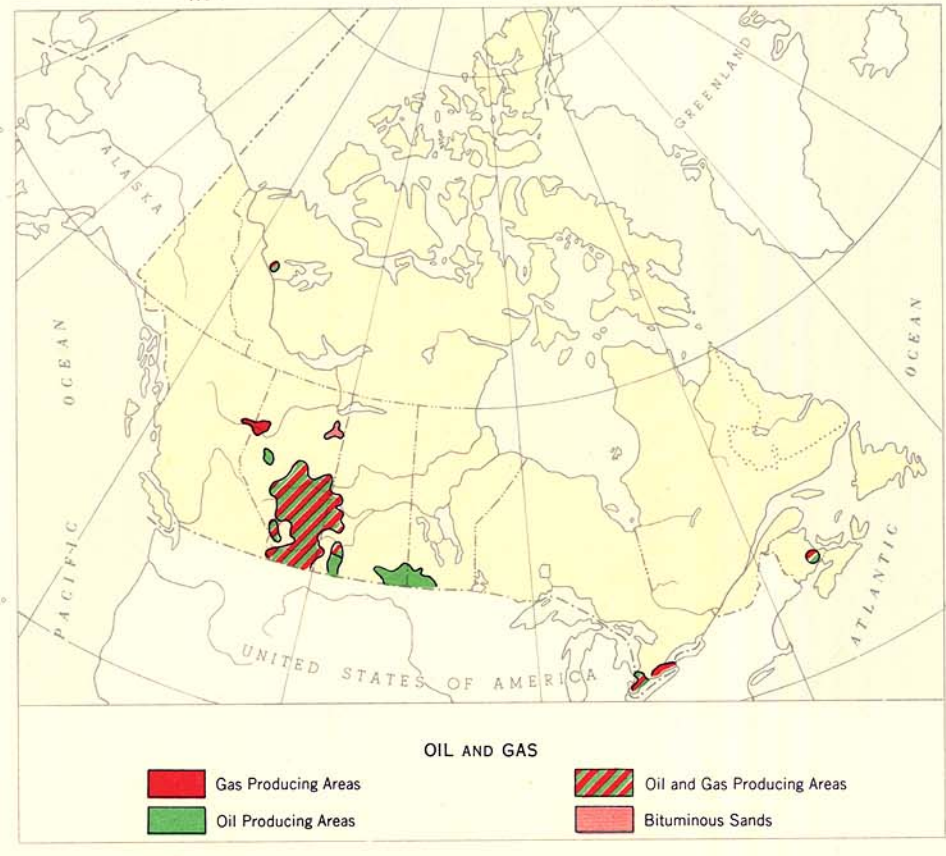 ALASKA
GREENLAND
OCEAN
OCEAN
PACIFIC
ATLANTIC
UNITED STATES OF AMERICA
OIL AND GAS
Gas Producing Areas
Oil and Gas Producing Areas
Oil Producing Areas
Bituminous Sands